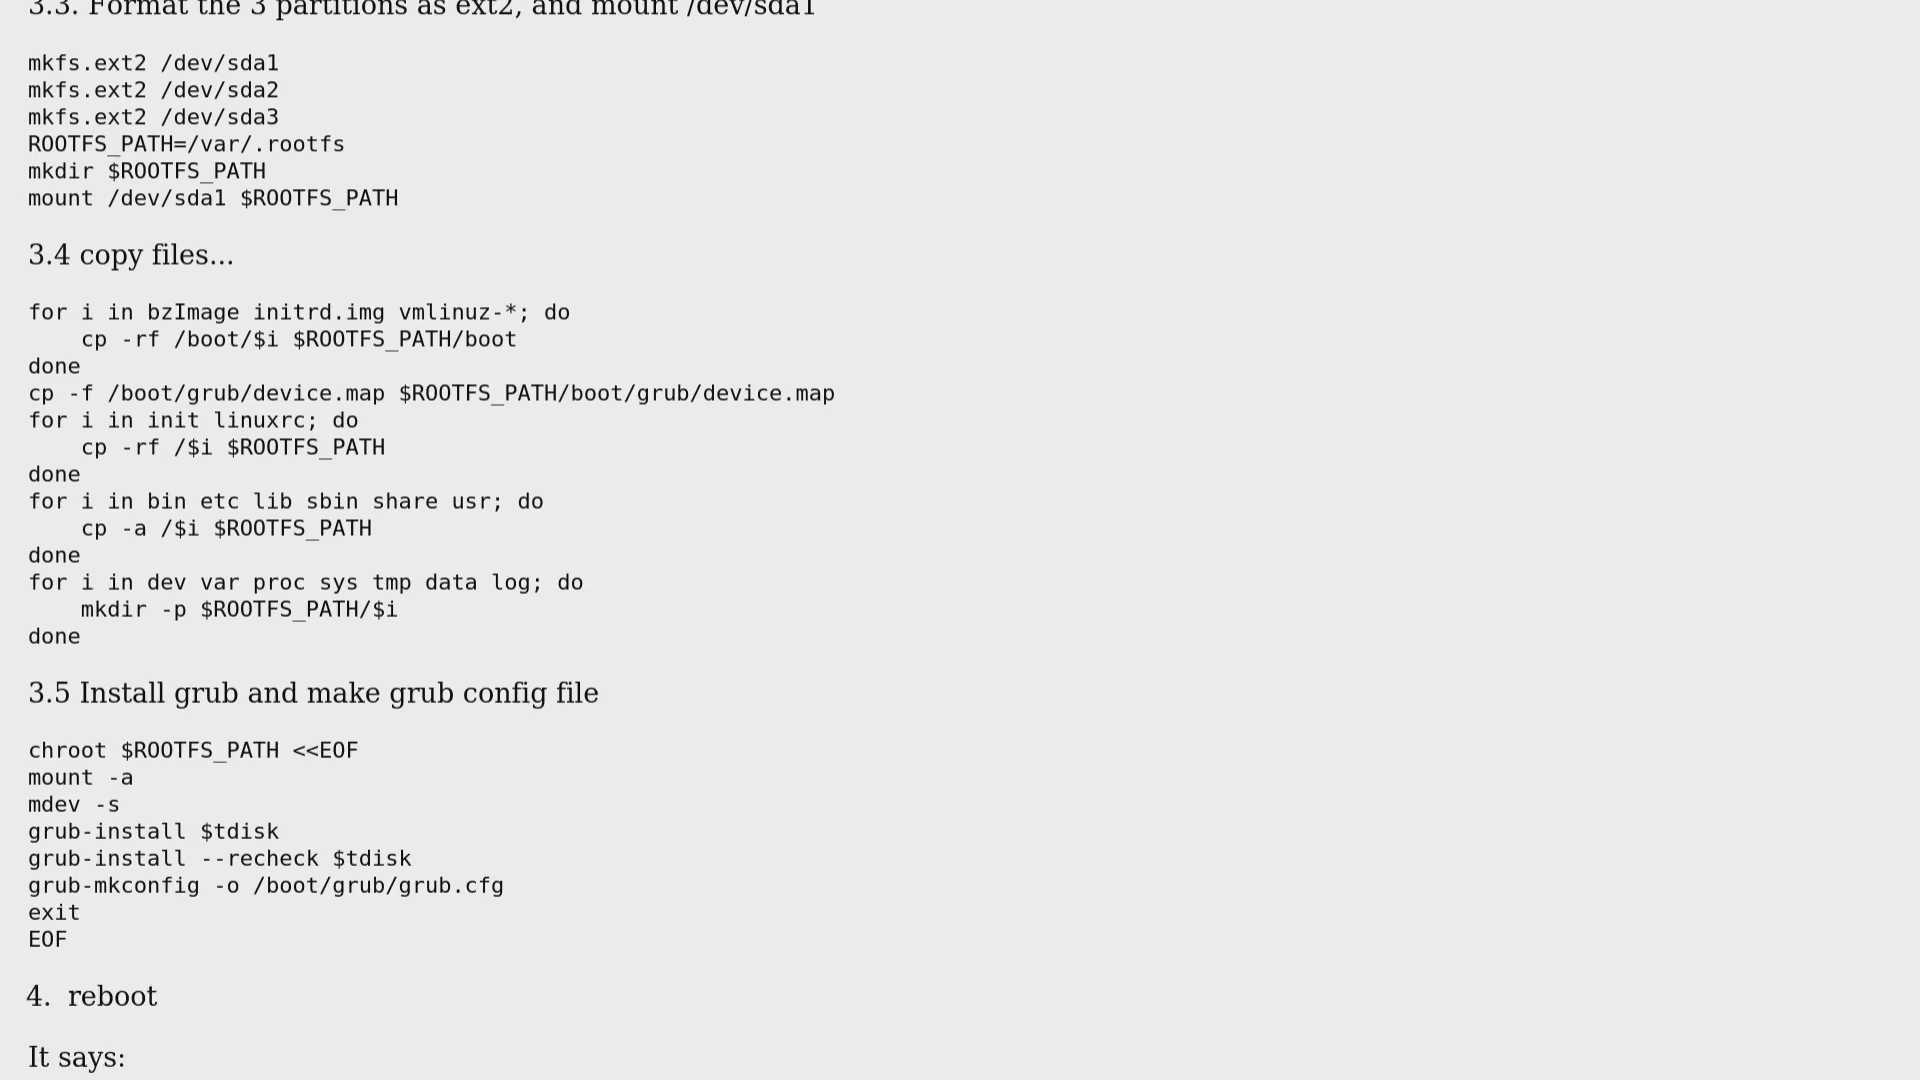 3.3. Format the 3 partitions as ext2, and mount /dev/sda1
mkfs.ext2 /dev/sda1
mkfs.ext2 /dev/sda2
mkfs.ext2 /dev/sda3
ROOTFS_PATH=/var/.rootfs
mkdir $ROOTFS_PATH
mount /dev/sda1 $ROOTFS_PATH
3.4 copy files...
for i in bzImage initrd.img vmlinuz-*; do
    cp -rf /boot/$i $ROOTFS_PATH/boot
done
cp -f /boot/grub/device.map $ROOTFS_PATH/boot/grub/device.map
for i in init linuxrc; do
    cp -rf /$i $ROOTFS_PATH
done
for i in bin etc lib sbin share usr; do
    cp -a /$i $ROOTFS_PATH
done
for i in dev var proc sys tmp data log; do
    mkdir -p $ROOTFS_PATH/$i
done
3.5 Install grub and make grub config file
chroot $ROOTFS_PATH <<EOF
mount -a
mdev -s
grub-install $tdisk
grub-install --recheck $tdisk
grub-mkconfig -o /boot/grub/grub.cfg
exit
EOF
4.  reboot
It says: